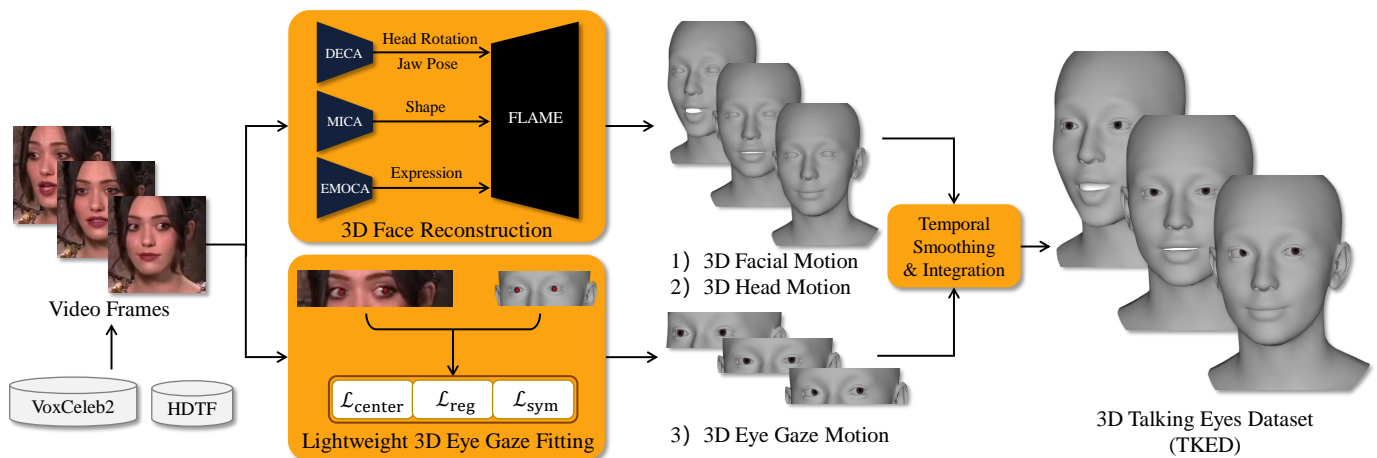 Video Frames
VoxCeleb2
HDTF
DECA
Head Rotation
Jaw Pose
MICA
Shape
EMOCA
Expression
FLAME
3D Face Reconstruction
ℒcenter
ℒreg
ℒsym
Lightweight 3D Eye Gaze Fitting
1) 3D Facial Motion
2) 3D Head Motion
3) 3D Eye Gaze Motion
Temporal
Smoothing
& Integration
3D Talking Eyes Dataset
(TKED)